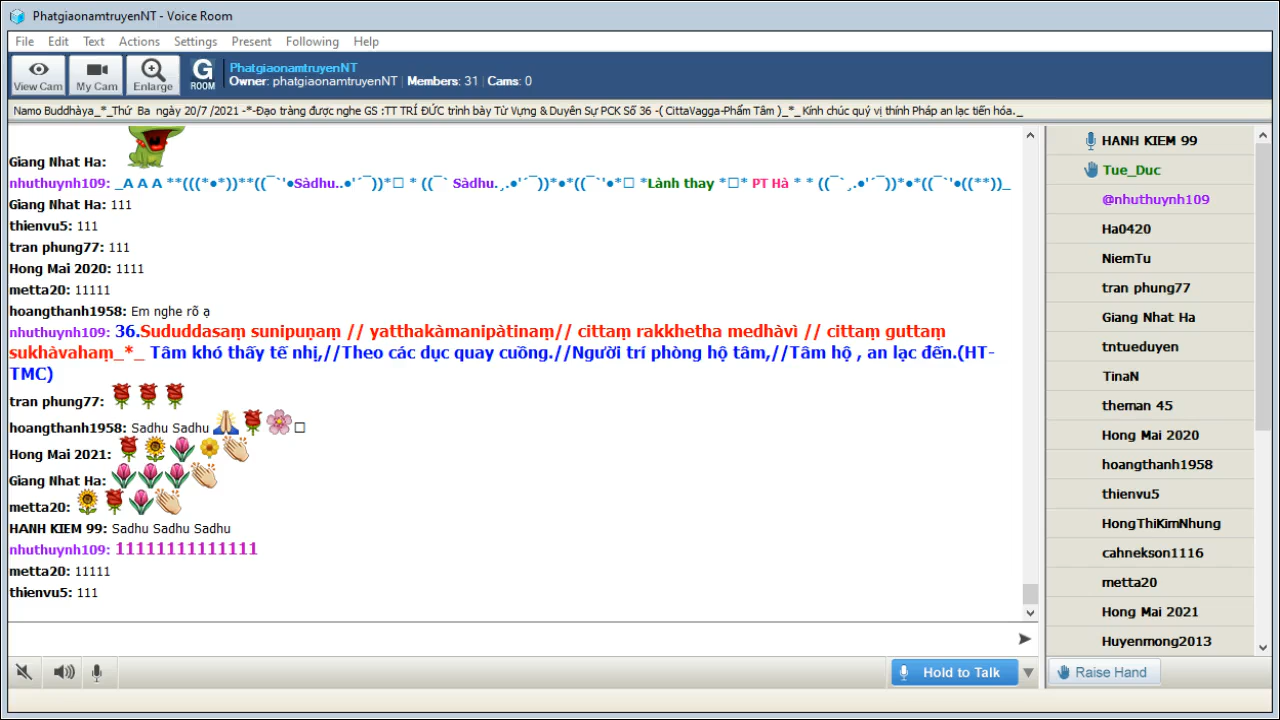 PhatgiaonamtruyenNT - Voice Room
File Edit Text Actions Settings Present Following Help
View Cam My Cam Enlarge G ROOM
PhatgiaonamtruyenNT
Owner: phatgiaonamtruyenNT | Members: 31 | Cams: 0
Namo Buddhàya_*_Thứ Ba ngày 20/7 /2021 -*-Đạo tràng được nghe GS :TT TRÍ ĐỨC trình bày Từ Vựng & Duyên Sự PCK Số 36 -( CittaVagga-Phẩm Tâm )_*_ Kính chúc quý vị thính Pháp an lạc tiến hóa._
Giang Nhat Ha:
nhuthuynh109: _A A A **(((*●*))**((¯`'●Sàdhu..●'´¯))*□ * ((¯` Sàdhu.¸.●'´¯))*●*((¯`'●*□ *Lành thay *□* PT Hà * * ((¯`¸.●'´¯))*●*((¯`'●((**))_
Giang Nhat Ha: 111
thienvu5: 111
tran phung77: 111
Hong Mai 2020: 1111
metta20: 11111
hoangthanh1958: Em nghe rõ ạ
nhuthuynh109: 36.Sududdasaṃ sunipuṇaṃ // yatthakàmanipàtinaṃ// cittaṃ rakkhetha medhàvì // cittaṃ guttaṃ
sukhàvahaṃ_*_ Tâm khó thấy tế nhị,//Theo các dục quay cuồng.//Người trí phòng hộ tâm,//Tâm hộ , an lạc đến.(HT-
TMC)
tran phung77:
hoangthanh1958: Sadhu Sadhu
Hong Mai 2021:
Giang Nhat Ha:
metta20:
HANH KIEM 99: Sadhu Sadhu Sadhu
nhuthuynh109: 11111111111111
metta20: 11111
thienvu5: 111
Hold to Talk
HANH KIEM 99
Tue_Duc
@nhuthuynh109
Ha0420
NiemTu
tran phung77
Giang Nhat Ha
tntueduyen
TinaN
theman 45
Hong Mai 2020
hoangthanh1958
thienvu5
HongThiKimNhung
cahnekson1116
metta20
Hong Mai 2021
Huyenmong2013
Raise Hand